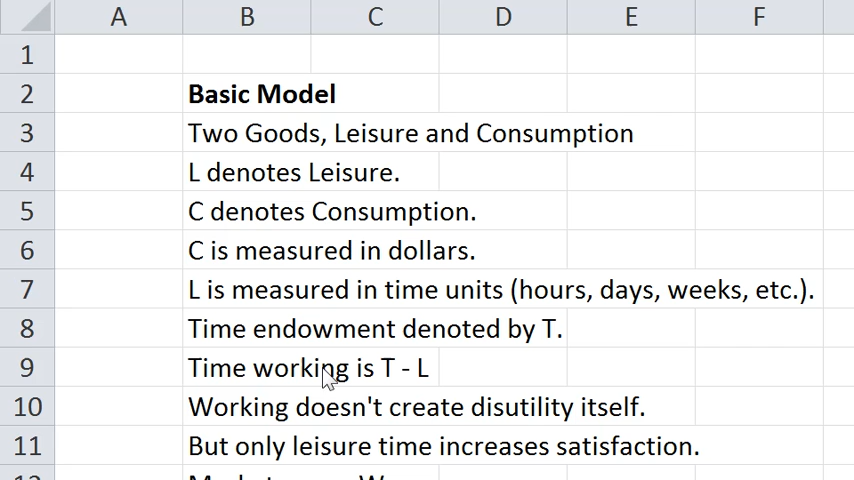 A B C D E F
1
2 Basic Model
3 Two Goods, Leisure and Consumption
4 L denotes Leisure.
5 C denotes Consumption.
6 C is measured in dollars.
7 L is measured in time units (hours, days, weeks, etc.).
8 Time endowment denoted by T.
9 Time working is T - L
10 Working doesn't create disutility itself.
11 But only leisure time increases satisfaction.